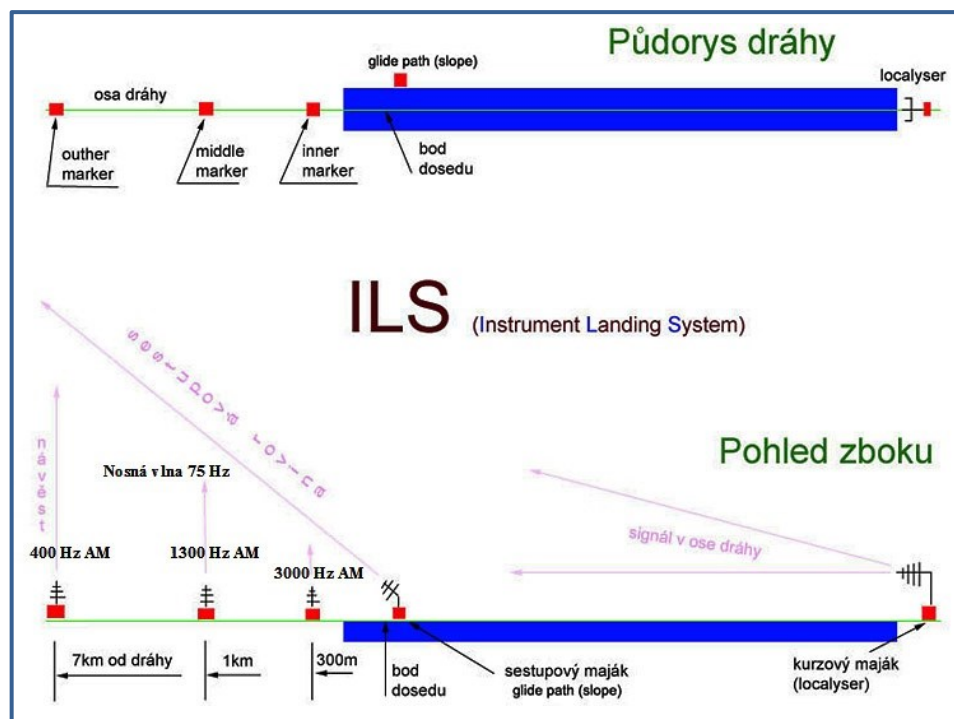 Půdorys dráhy
glide path (slope)
localyser
osa dráhy
outher
marker
middle
marker
inner
marker
bod
dosedu
ILS (Instrument Landing System)
sestupová rovina
návěst
Nosná vlna 75 Hz
Pohled zboku
signál v ose dráhy
400 Hz AM
1300 Hz AM
3000 Hz AM
7km od dráhy
1km
300m
bod
dosedu
sestupový maják
glide path (slope)
kurzový maják
(localyser)